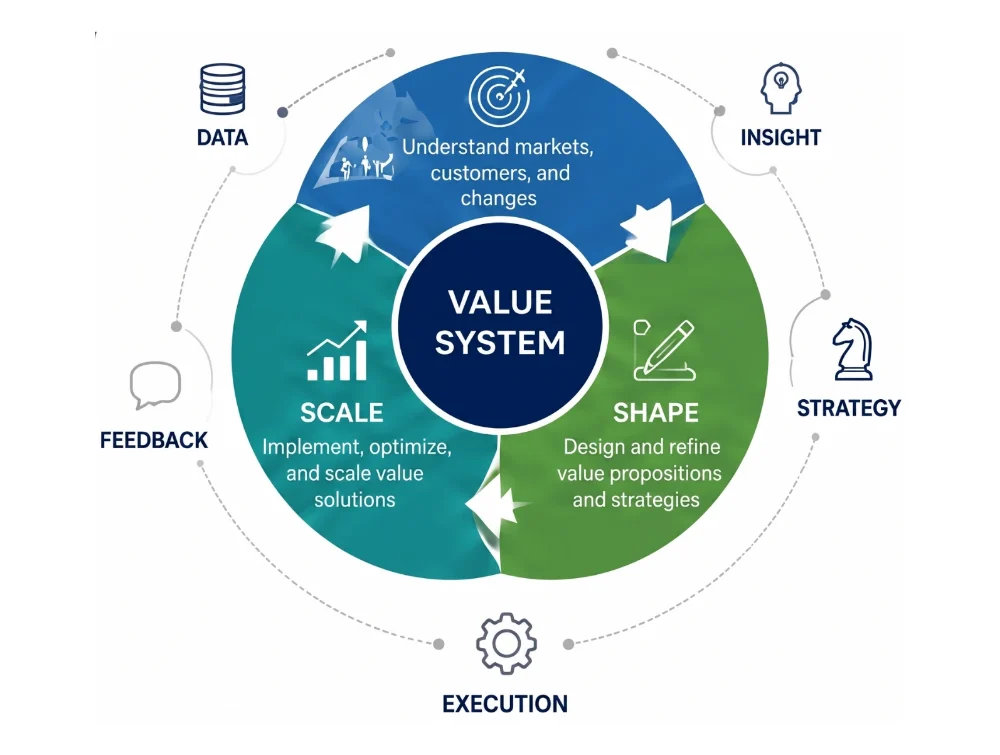 DATA
INSIGHT
Understand markets,
customers, and
changes
VALUE
SYSTEM
SCALE
Implement, optimize,
and scale value
solutions
SHAPE
Design and refine
value propositions
and strategies
STRATEGY
FEEDBACK
EXECUTION